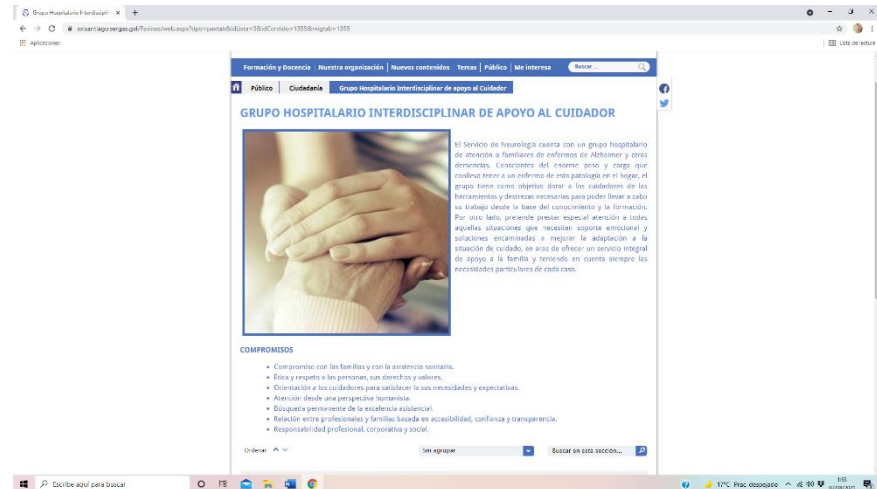 Grupo Hospitalario Interdisciplin
Aplicaciones
Lista de lectura
Formación y Docencia | Nuestra organización | Nuevos contenidos | Temas | Público | Me interesa
Buscar ...
Público
Ciudadanía
Grupo Hospitalario Interdisciplinar de apoyo al Cuidador
GRUPO HOSPITALARIO INTERDISCIPLINAR DE APOYO AL CUIDADOR
El Servicio de Neurología cuenta con un grupo hospitalario
de atención a familiares de enfermos de Alzheimer y otras
demencias. Conscientes del enorme peso y carga que
conlleva tener a un enfermo de esta patología en el hogar, el
grupo tiene como objetivo dotar a los cuidadores de las
herramientas y destrezas necesarias para poder llevar a cabo
su trabajo desde la base del conocimiento y la formación.
Por otro lado, pretende prestar especial atención a todas
aquellas situaciones que necesiten soporte emocional y
soluciones encaminadas a mejorar la adaptación a la
situación de cuidado, en aras de ofrecer un servicio integral
de apoyo a la familia y teniendo en cuenta siempre las
necesidades particulares de cada caso.
COMPROMISOS
Compromiso con las familias y con la asistencia sanitaria.
Ética y respeto a las personas, sus derechos y valores.
Orientación a los cuidadores para satisfacer la sus necesidades y expectativas.
Atención desde una perspectiva humanista.
Búsqueda permanente de la excelencia asistencial.
Relación entre profesionales y familias basada en accesibilidad, confianza y transparencia.
Responsabilidad profesional, corporativa y social.
Ordenar
Sin agrupar
Buscar en esta sección...
Escribe aquí para buscar
17°C Prac. despejado